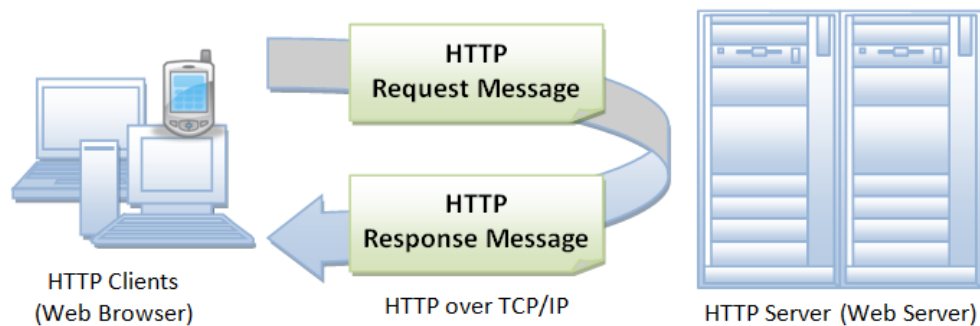 HTTP
Request Message
HTTP
Response Message
HTTP Clients
(Web Browser)
HTTP over TCP/IP
HTTP Server (Web Server)